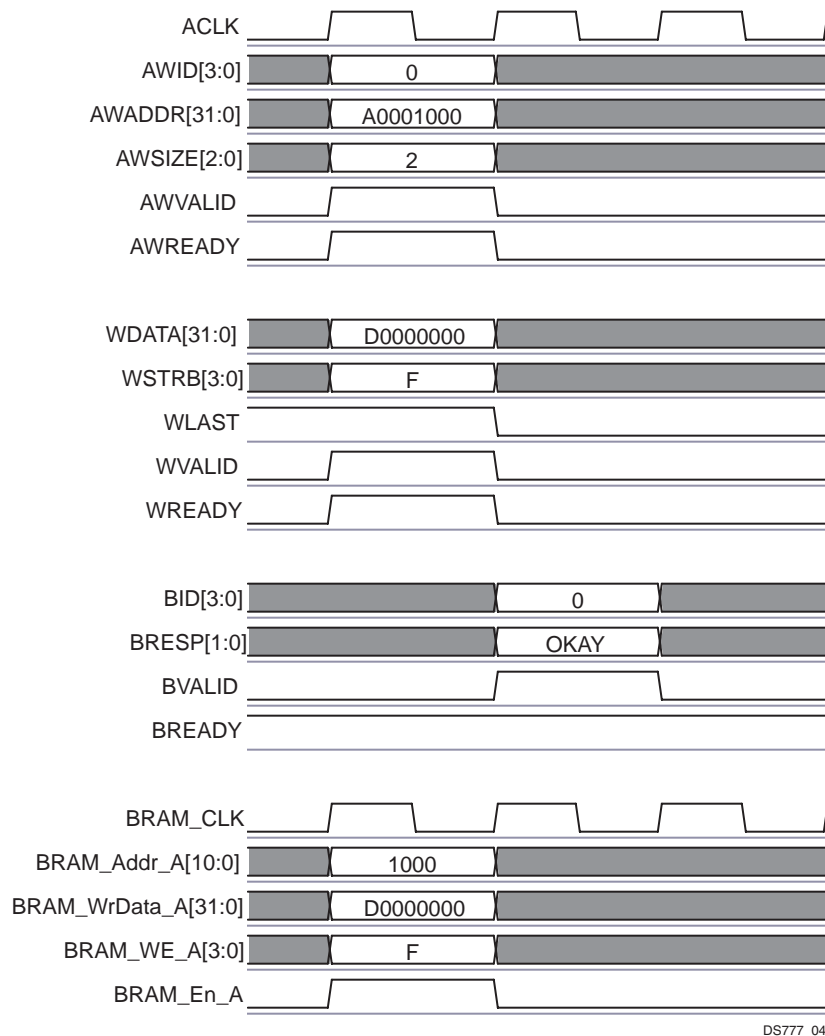 ACLK
AWID[3:0] 0
AWADDR[31:0] A0001000
AWSIZE[2:0] 2
AWVALID
AWREADY
WDATA[31:0] D0000000
WSTRB[3:0] F
WLAST
WVALID
WREADY
BID[3:0] 0
BRESP[1:0] OKAY
BVALID
BREADY
BRAM_CLK
BRAM_Addr_A[10:0] 1000
BRAM_WrData_A[31:0] D0000000
BRAM_WE_A[3:0] F
BRAM_En_A
DS777_04